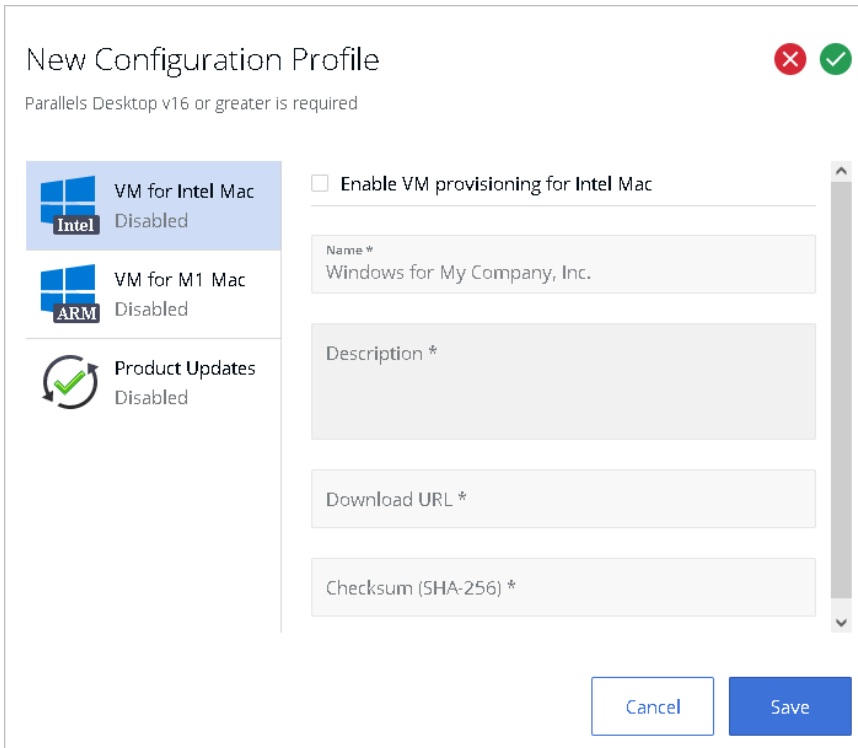 New Configuration Profile
Parallels Desktop v16 or greater is required
VM for Intel Mac
Disabled
Intel
VM for M1 Mac
Disabled
ARM
Product Updates
Disabled
Enable VM provisioning for Intel Mac
Name *
Windows for My Company, Inc.
Description *
Download URL *
Checksum (SHA-256) *
Cancel
Save